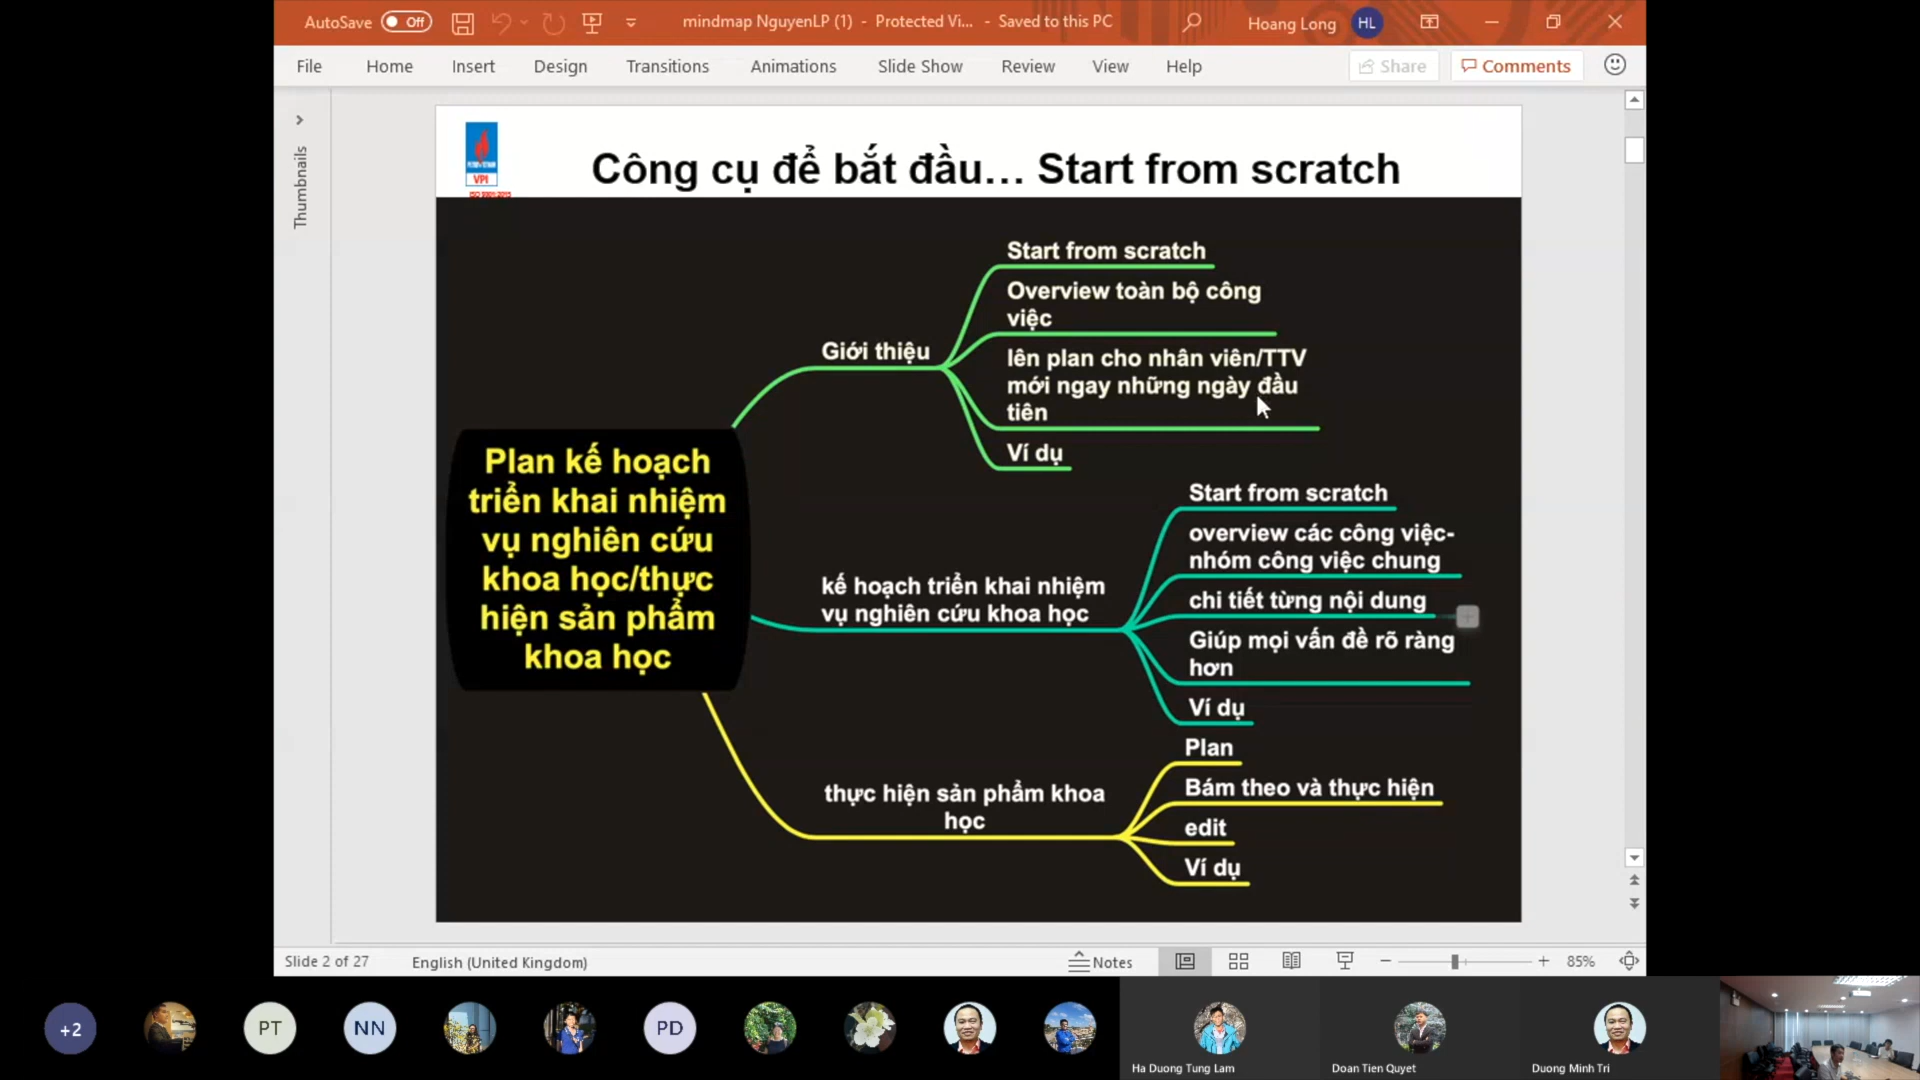 AutoSave Off mindmap NguyenLP (1) - Protected Vi... - Saved to this PC Hoang Long HL
File Home Insert Design Transitions Animations Slide Show Review View Help Share Comments
Thumbnails
VPI
ISO 9001:2015
Công cụ để bắt đầu... Start from scratch
Plan kế hoạch
triển khai nhiệm
vụ nghiên cứu
khoa học/thực
hiện sản phẩm
khoa học
Giới thiệu
Start from scratch
Overview toàn bộ công
việc
lên plan cho nhân viên/TTV
mới ngay những ngày đầu
tiên
Ví dụ
kế hoạch triển khai nhiệm
vụ nghiên cứu khoa học
Start from scratch
overview các công việc-
nhóm công việc chung
chi tiết từng nội dung
Giúp mọi vấn đề rõ ràng
hơn
Ví dụ
thực hiện sản phẩm khoa
học
Plan
Bám theo và thực hiện
edit
Ví dụ
Slide 2 of 27 English (United Kingdom) Notes 85%
+2 PT NN PD
Ha Duong Tung Lam Doan Tien Quyet Duong Minh Tri